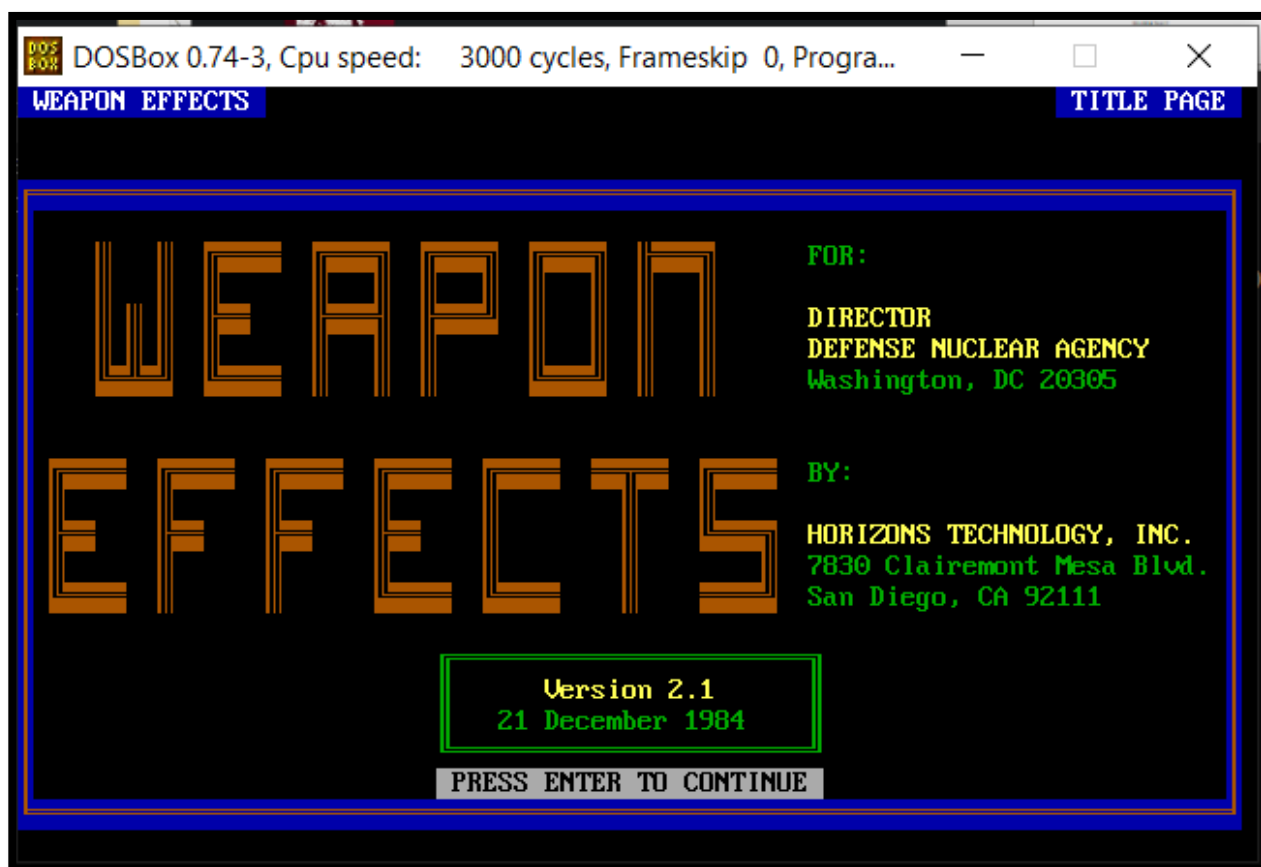 DOSBox 0.74-3, Cpu speed: 3000 cycles, Frameskip 0, Progra...
WEAPON EFFECTS
TITLE PAGE
WEAPON
EFFECTS
FOR:
DIRECTOR
DEFENSE NUCLEAR AGENCY
Washington, DC 20305
BY:
HORIZONS TECHNOLOGY, INC.
7830 Clairemont Mesa Blvd.
San Diego, CA 92111
Version 2.1
21 December 1984
PRESS ENTER TO CONTINUE